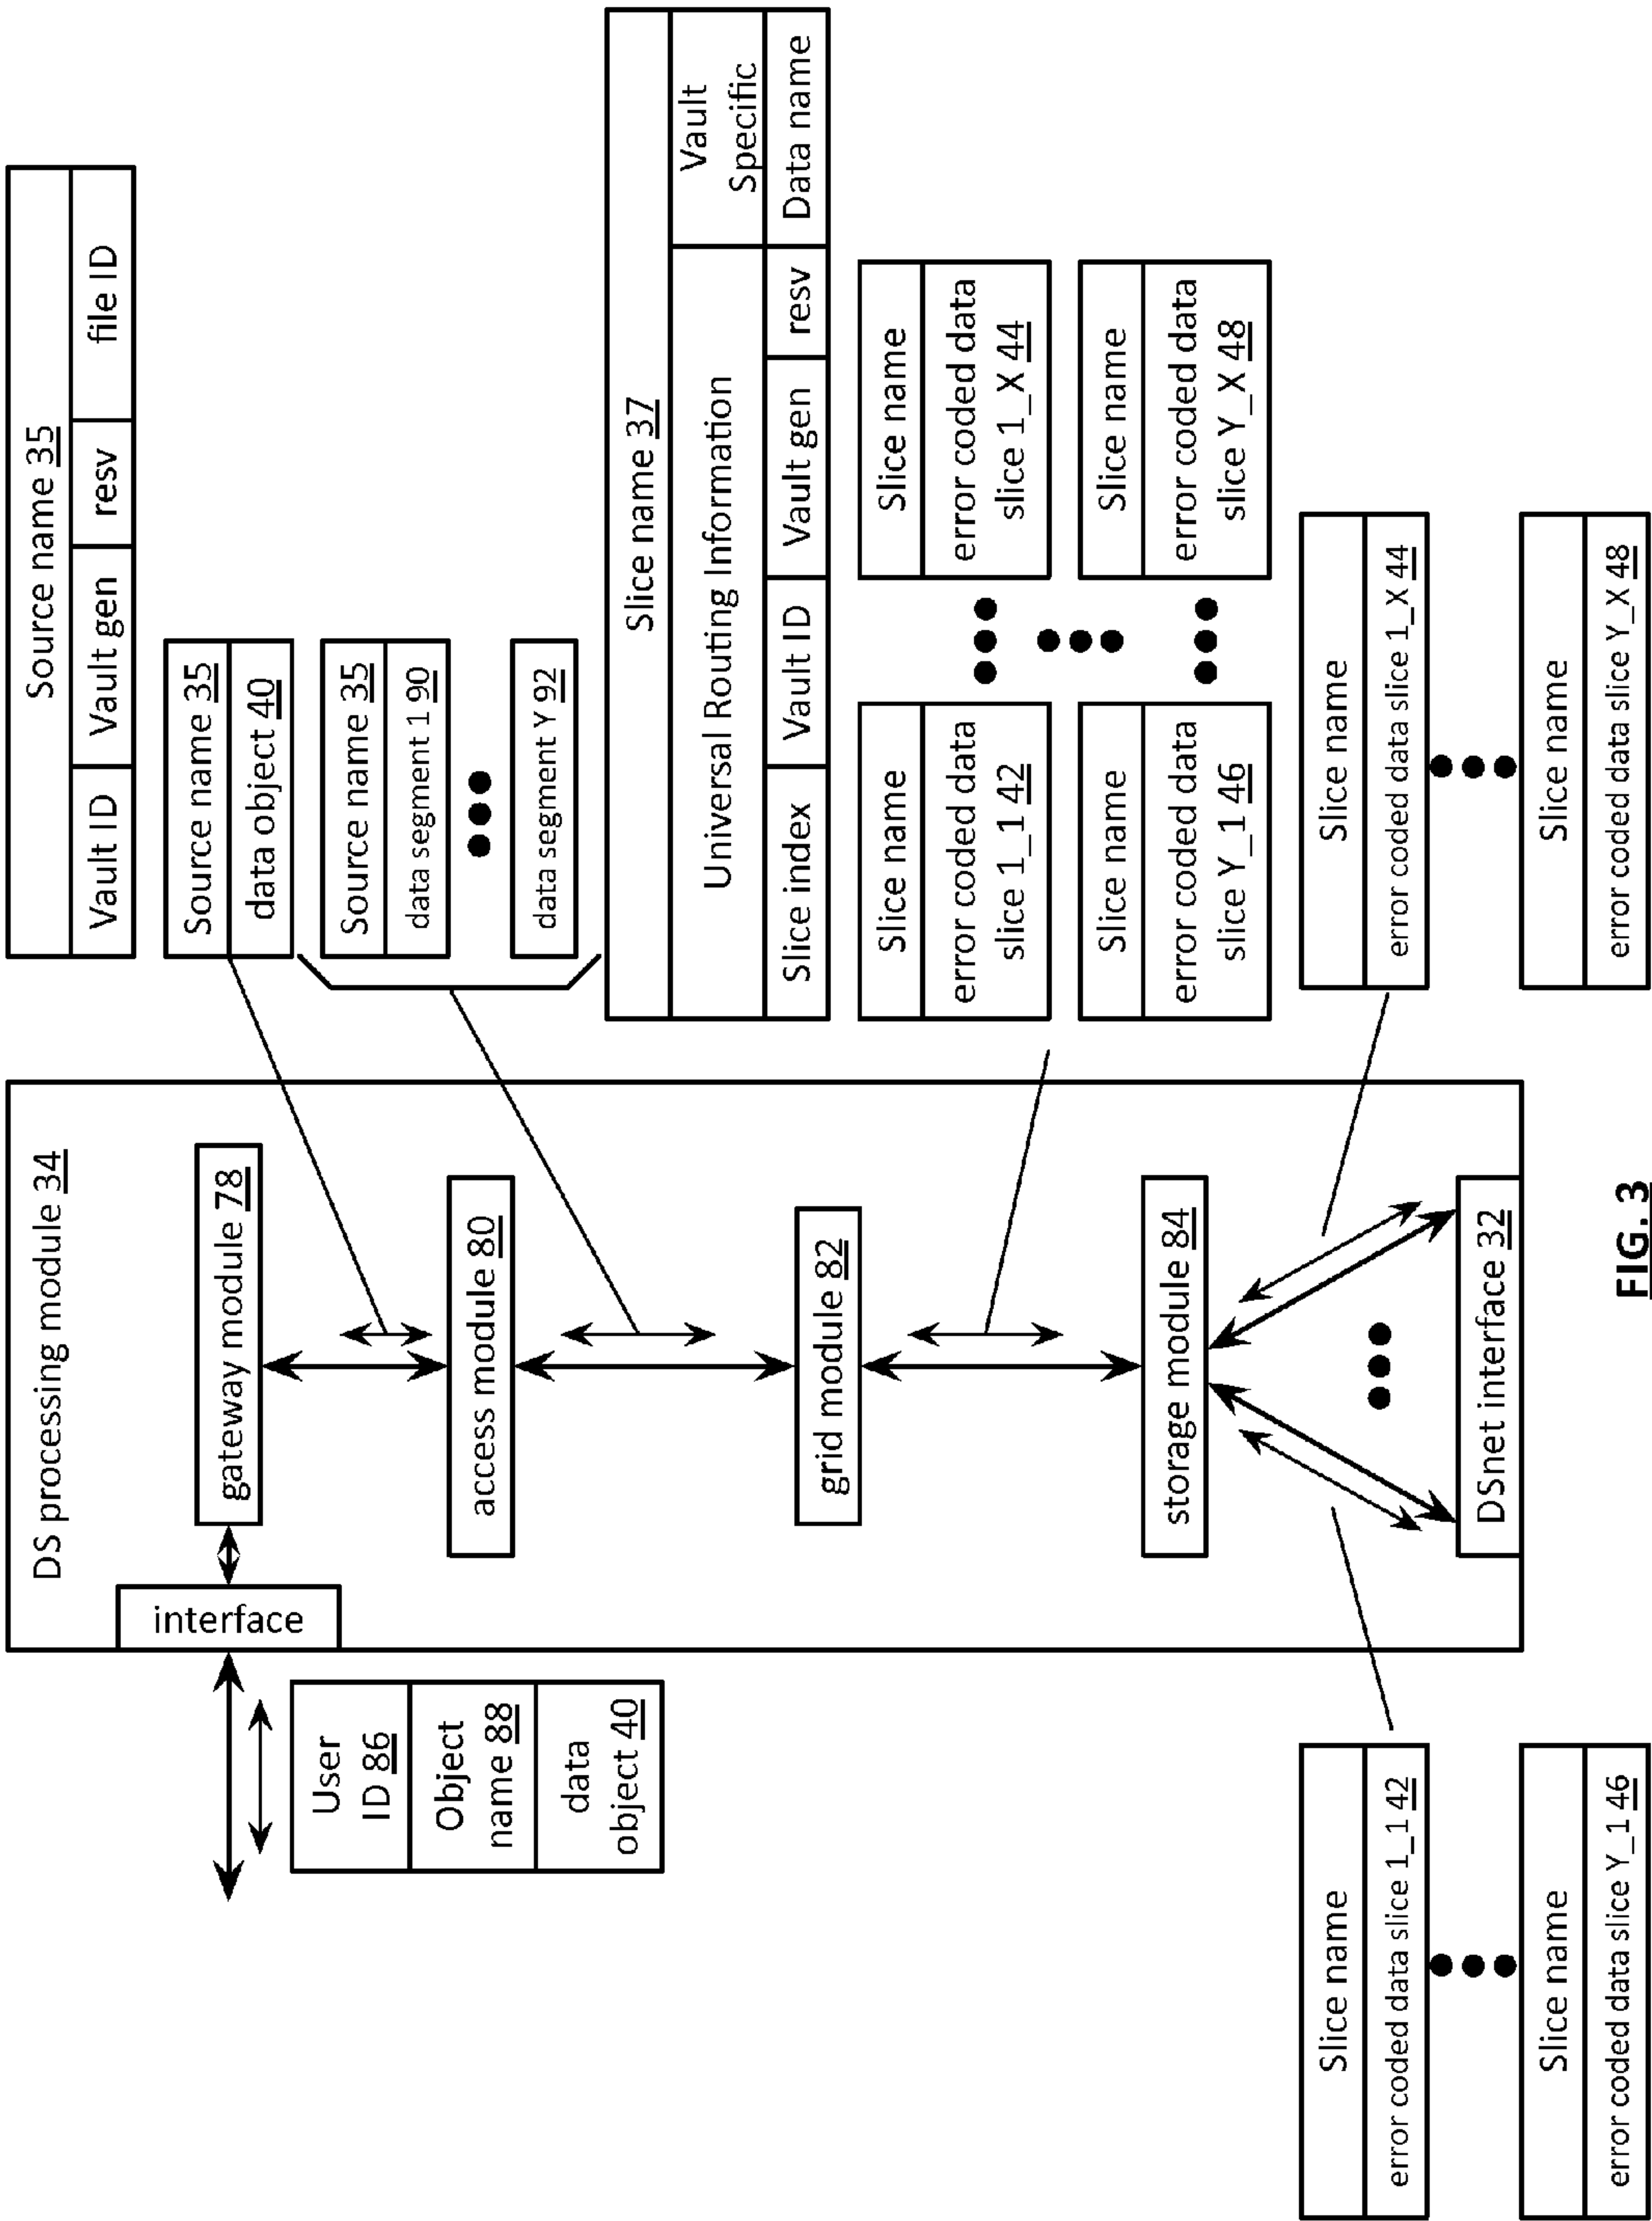 DS processing module 34
interface
gateway module 78
access module 80
grid module 82
storage module 84
DSnet interface 32
User
ID 86
Object
name 88
data
object 40
Source name 35
Vault ID
Vault gen
resv
file ID
Source name 35
data object 40
Source name 35
data segment 1 90
data segment Y 92
Slice name 37
Universal Routing Information
Vault
Specific
Slice index
Vault ID
Vault gen
resv
Data name
Slice name
error coded data
slice 1_1 42
Slice name
error coded data
slice 1_X 44
Slice name
error coded data
slice Y_1 46
Slice name
error coded data
slice Y_X 48
Slice name
error coded data slice 1_1 42
Slice name
error coded data slice Y_1 46
Slice name
error coded data slice 1_X 44
Slice name
error coded data slice Y_X 48
FIG. 3